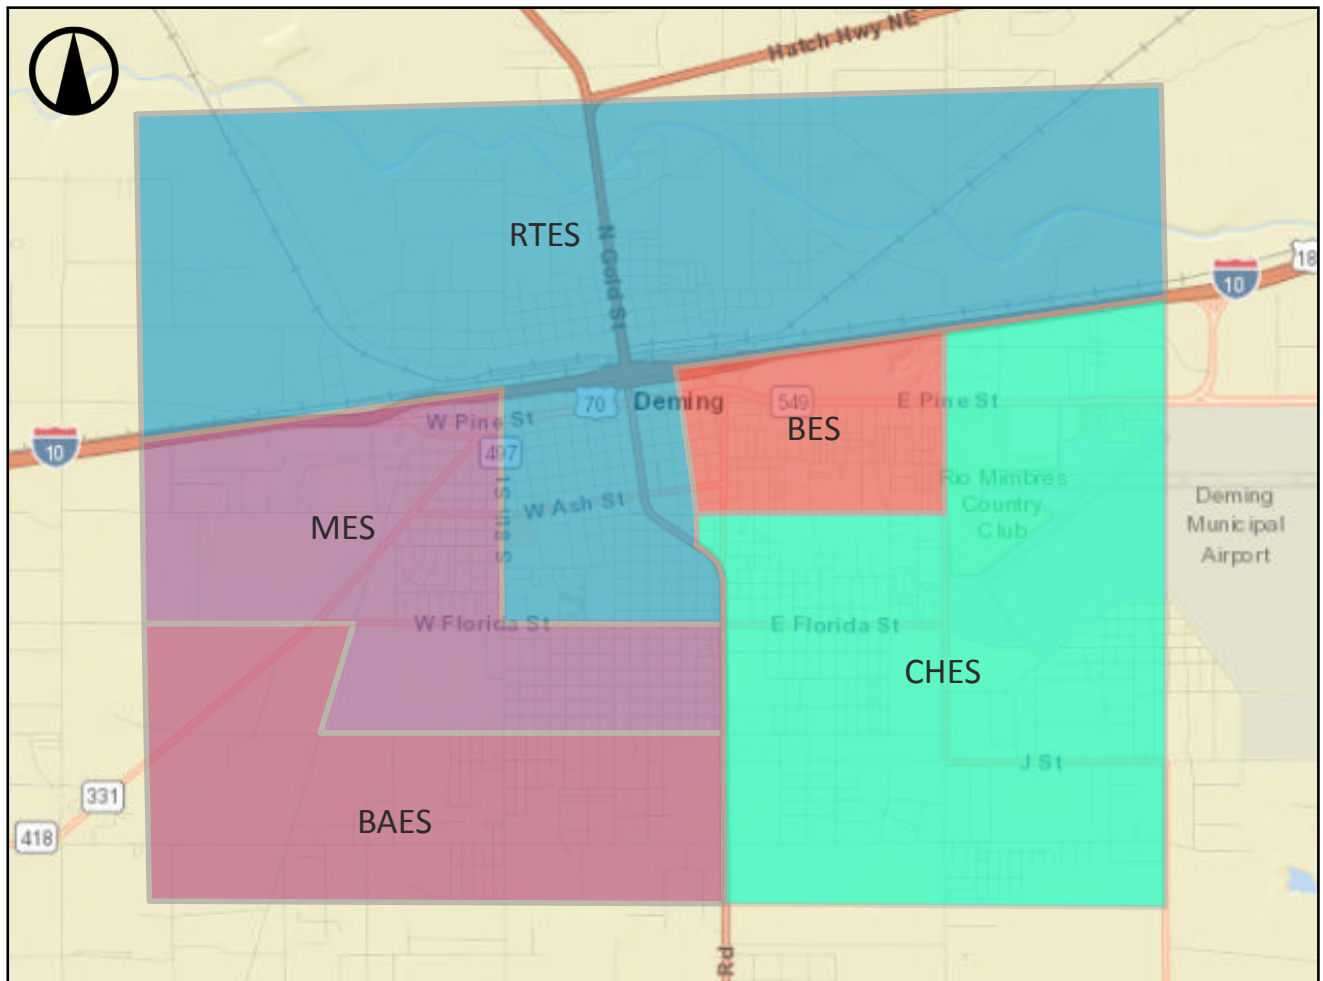 Hatch Hwy NE
18
10
RTES
N Gold St
70
Deming
549
E Pine St
W Pine St
BES
10
497
Rio Mimbres
Country
Club
Deming
Municipal
Airport
W Ash St
MES
W Florida St
E Florida St
CHES
J St
331
BAES
418
Rd